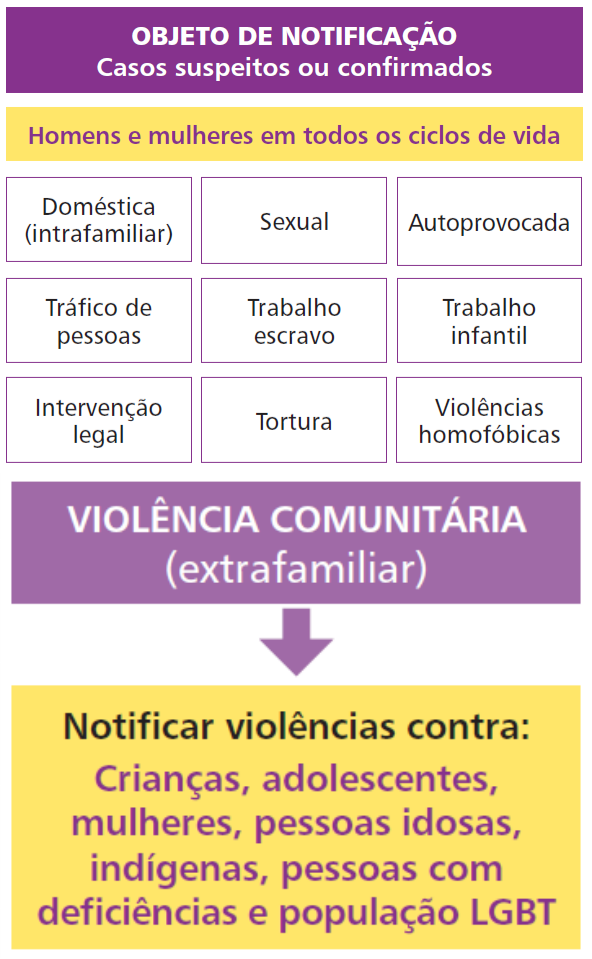 OBJETO DE NOTIFICAÇÃO
Casos suspeitos ou confirmados
Homens e mulheres em todos os ciclos de vida
Doméstica
(intrafamiliar)
Sexual
Autoprovocada
Tráfico de
pessoas
Trabalho
escravo
Trabalho
infantil
Intervenção
legal
Tortura
Violências
homofóbicas
VIOLÊNCIA COMUNITÁRIA
(extrafamiliar)
Notificar violências contra:
Crianças, adolescentes,
mulheres, pessoas idosas,
indígenas, pessoas com
deficiências e população LGBT